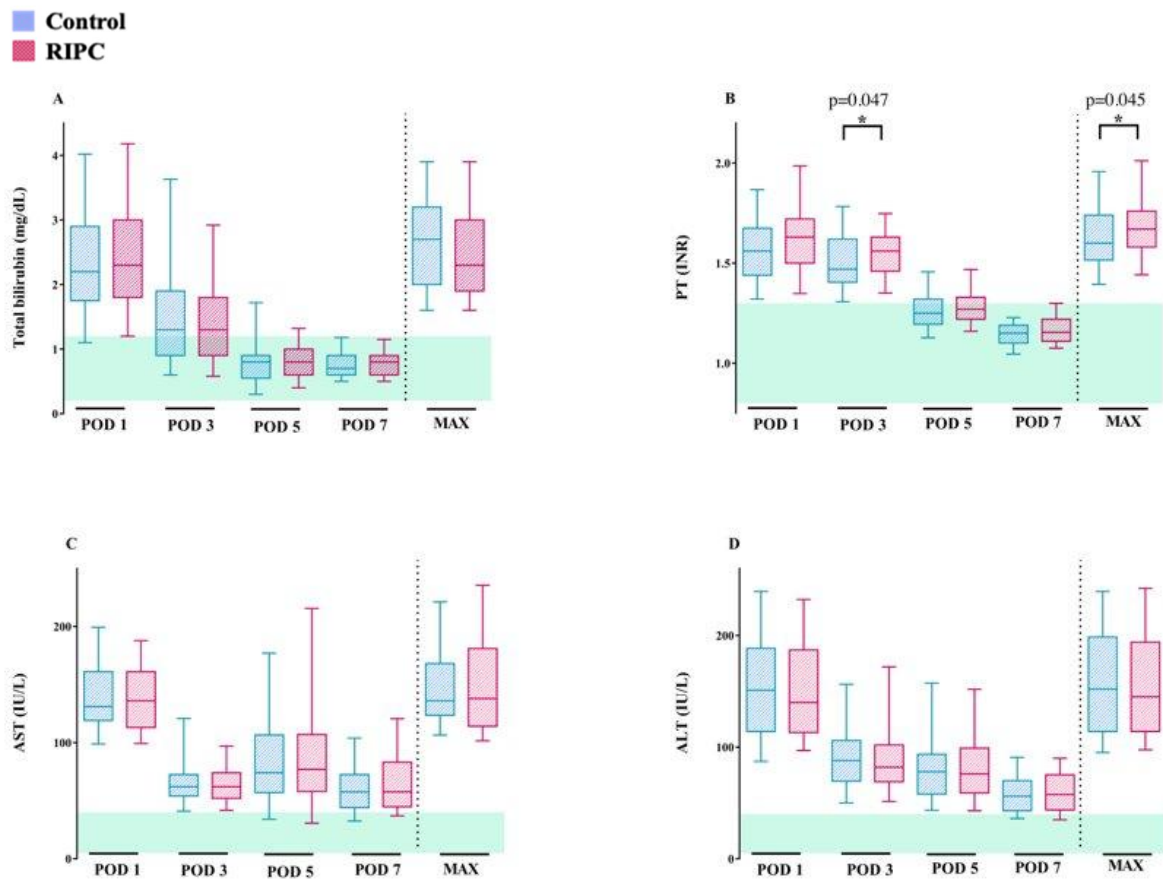 Control
RIPC
A
Total bilirubin (mg/dL)
4
3
2
1
0
POD 1 POD 3 POD 5 POD 7 MAX
B
p=0.047 p=0.045
* *
PT (INR)
2.0
1.5
1.0
POD 1 POD 3 POD 5 POD 7 MAX
C
AST (IU/L)
200
100
0
POD 1 POD 3 POD 5 POD 7 MAX
D
ALT (IU/L)
200
100
0
POD 1 POD 3 POD 5 POD 7 MAX